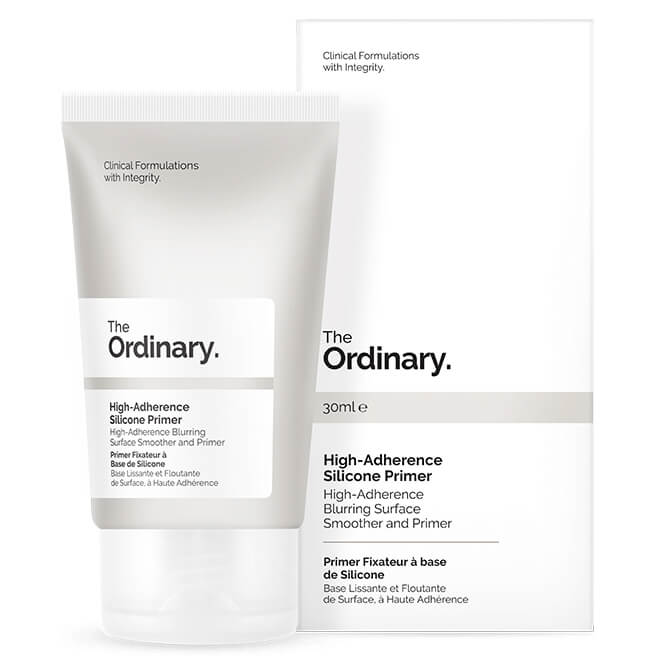 Clinical Formulations
with Integrity.
The
Ordinary.
High-Adherence
Silicone Primer
High-Adherence Blurring
Surface Smoother and Primer
Primer Fixateur à
Base de Silicone
Base Lissante et Floutante
de Surface, à Haute Adhérence
Clinical Formulations
with Integrity.
The
Ordinary.
30ml e
High-Adherence
Silicone Primer
High-Adherence
Blurring Surface
Smoother and Primer
Primer Fixateur à base
de Silicone
Base Lissante et Floutante
de Surface, à Haute Adhérence